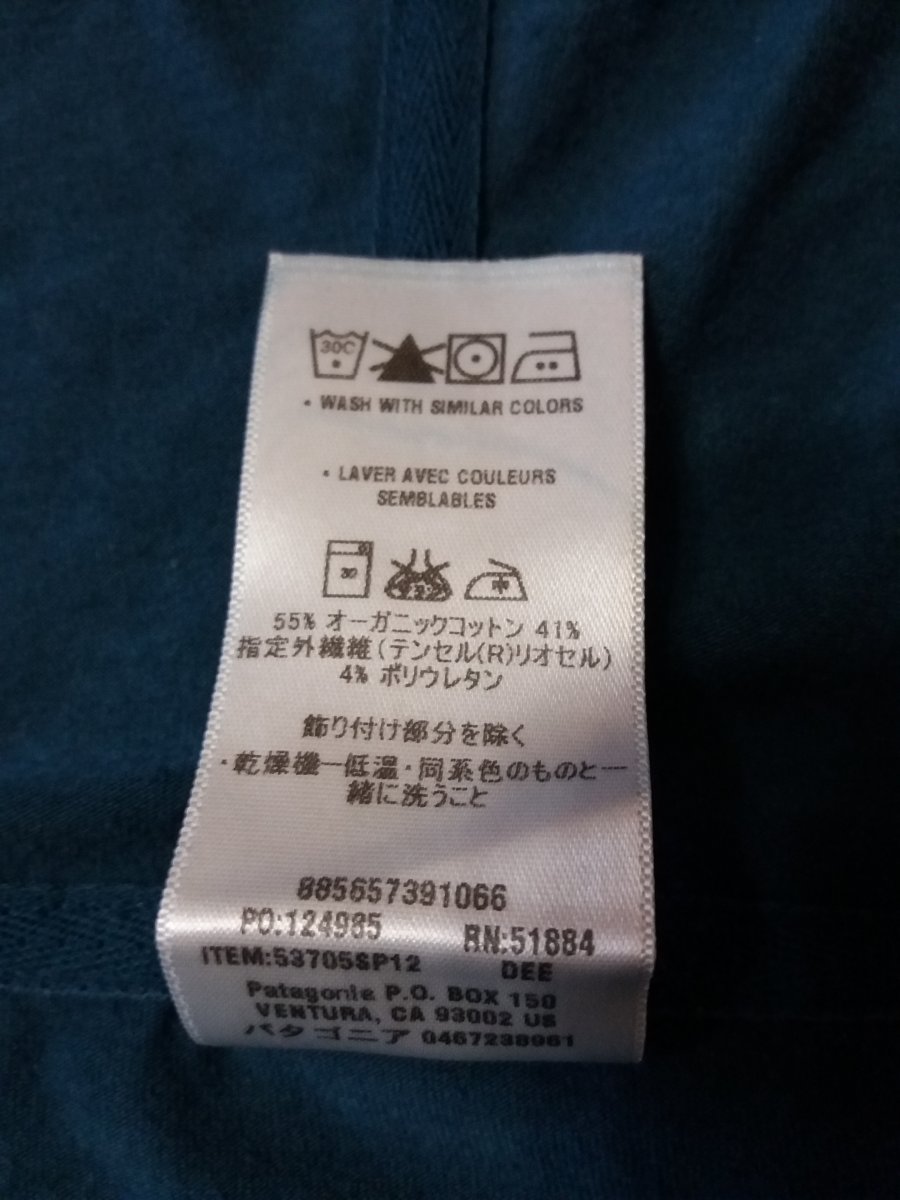 30C
• WASH WITH SIMILAR COLORS
• LAVER AVEC COULEURS
SEMBLABLES
30
中
55% オーガニックコットン 41%
指定外繊維(テンセル(R)リオセル)
4% ポリウレタン
飾り付け部分を除く
・乾燥機ー低温・同系色のものと一
緒に洗うこと
885657391066
PO:124985
RN:51884
ITEM:53705SP12
DEE
Patagonia P.O. BOX 150
VENTURA, CA 93002 US
パタゴニア 0467238961